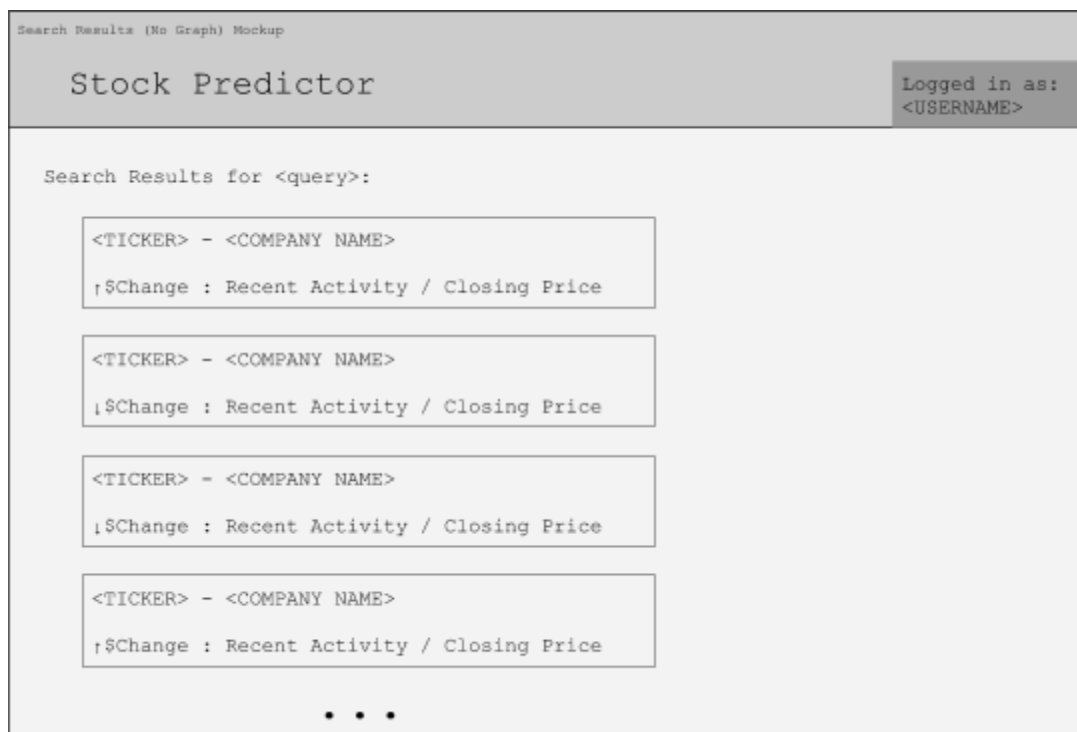 Search Results (No Graph) Mockup
Stock Predictor
Logged in as:
<USERNAME>
Search Results for <query>:
<TICKER> - <COMPANY NAME>
↑$Change : Recent Activity / Closing Price
<TICKER> - <COMPANY NAME>
↓$Change : Recent Activity / Closing Price
<TICKER> - <COMPANY NAME>
↓$Change : Recent Activity / Closing Price
<TICKER> - <COMPANY NAME>
↑$Change : Recent Activity / Closing Price
• • •